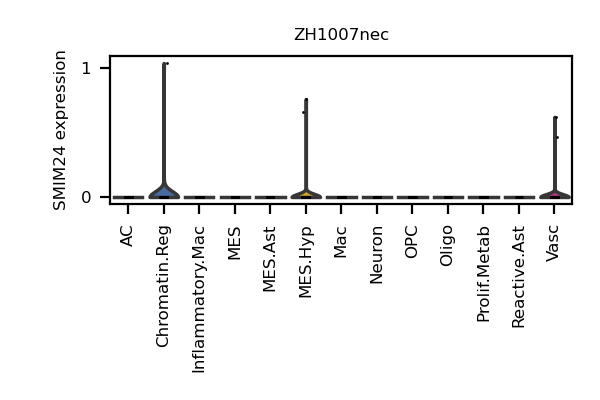 ZH1007nec
SMIM24 expression
1
0
AC
Chromatin.Reg
Inflammatory.Mac
MES
MES.Ast
MES.Hyp
Mac
Neuron
OPC
Oligo
Prolif.Metab
Reactive.Ast
Vasc